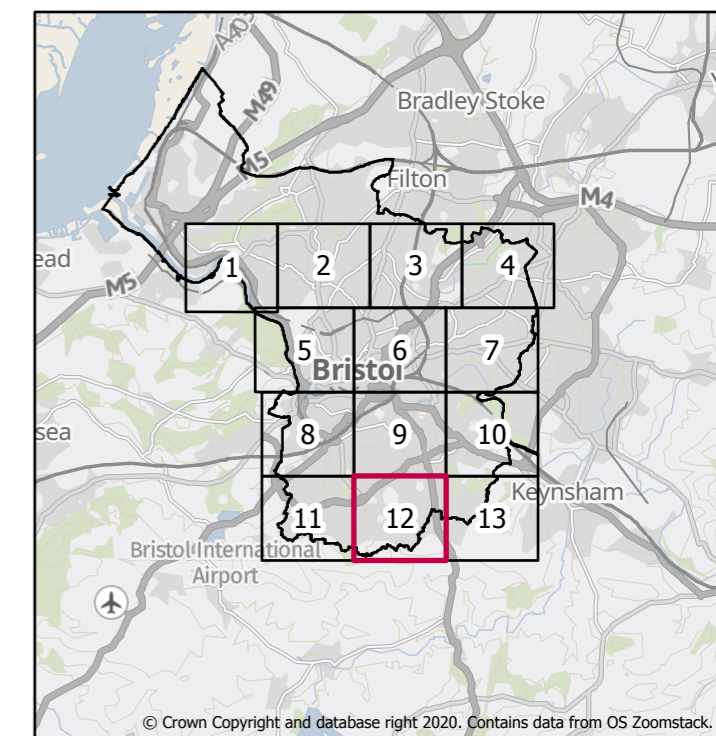 A403
M49
Bradley Stoke
M5
Filton
M4
ead
M5
1
2
3
4
5
6
7
Bristol
sea
8
9
10
Keynsham
11
12
13
Bristol International
Airport
© Crown Copyright and database right 2020. Contains data from OS Zoomstack.